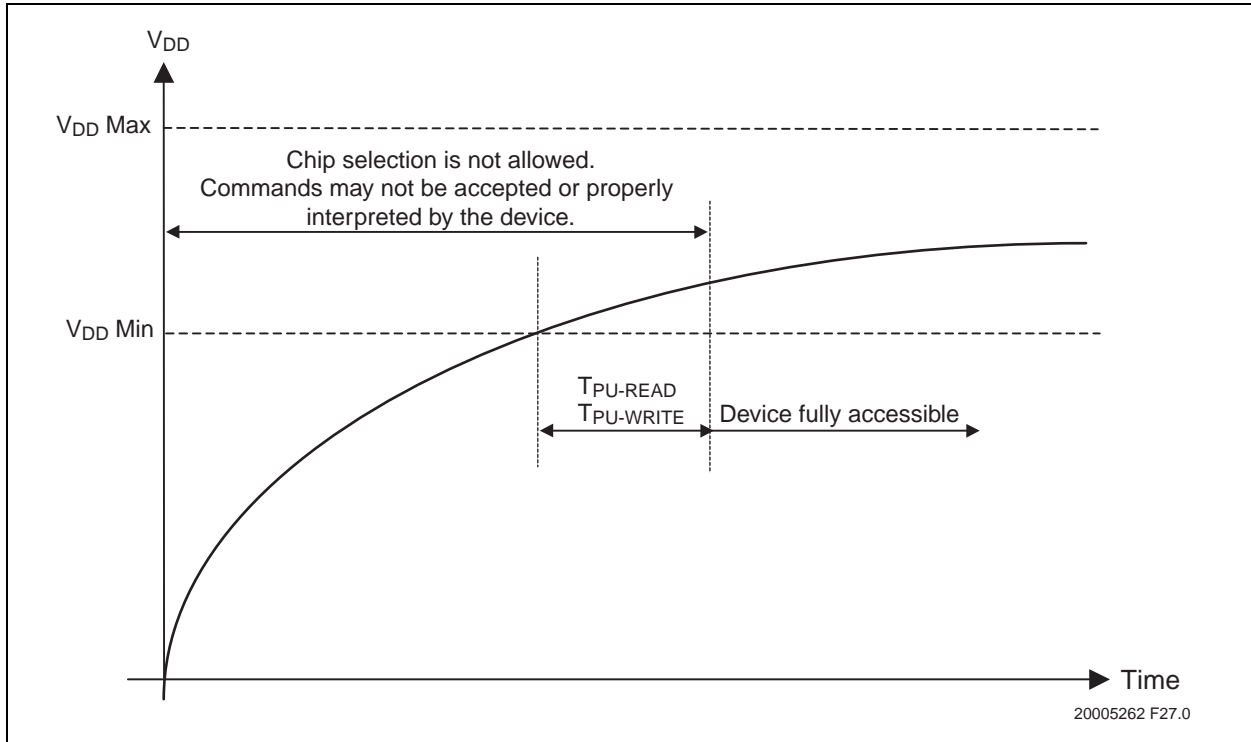 VDD
VDD Max
Chip selection is not allowed.
Commands may not be accepted or properly
interpreted by the device.
VDD Min
TPU-READ
TPU-WRITE
Device fully accessible
Time
20005262 F27.0